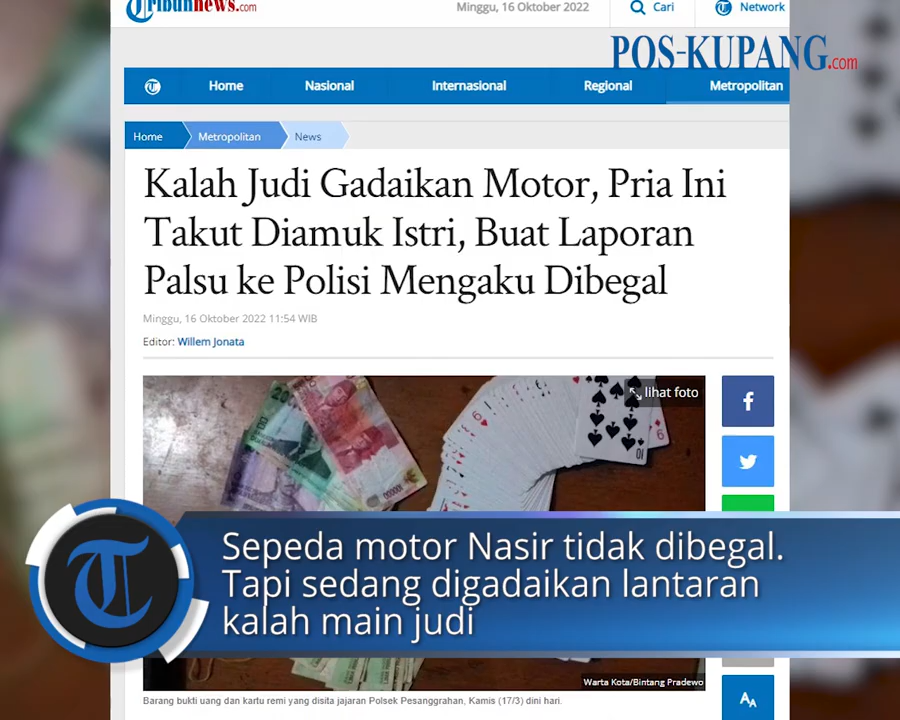 Tribunnews.com
Minggu, 16 Oktober 2022
Cari
Network
POS-KUPANG.com
Home
Nasional
Internasional
Regional
Metropolitan
Home
Metropolitan
News
Kalah Judi Gadaikan Motor, Pria Ini
Takut Diamuk Istri, Buat Laporan
Palsu ke Polisi Mengaku Dibegal
Minggu, 16 Oktober 2022 11:54 WIB
Editor: Willem Jonata
lihat foto
Sepeda motor Nasir tidak dibegal.
Tapi sedang digadaikan lantaran
kalah main judi
Warta Kota/Bintang Pradewo
Barang bukti uang dan kartu remi yang disita jajaran Polsek Pesanggrahan, Kamis (17/3) dini hari.
AA